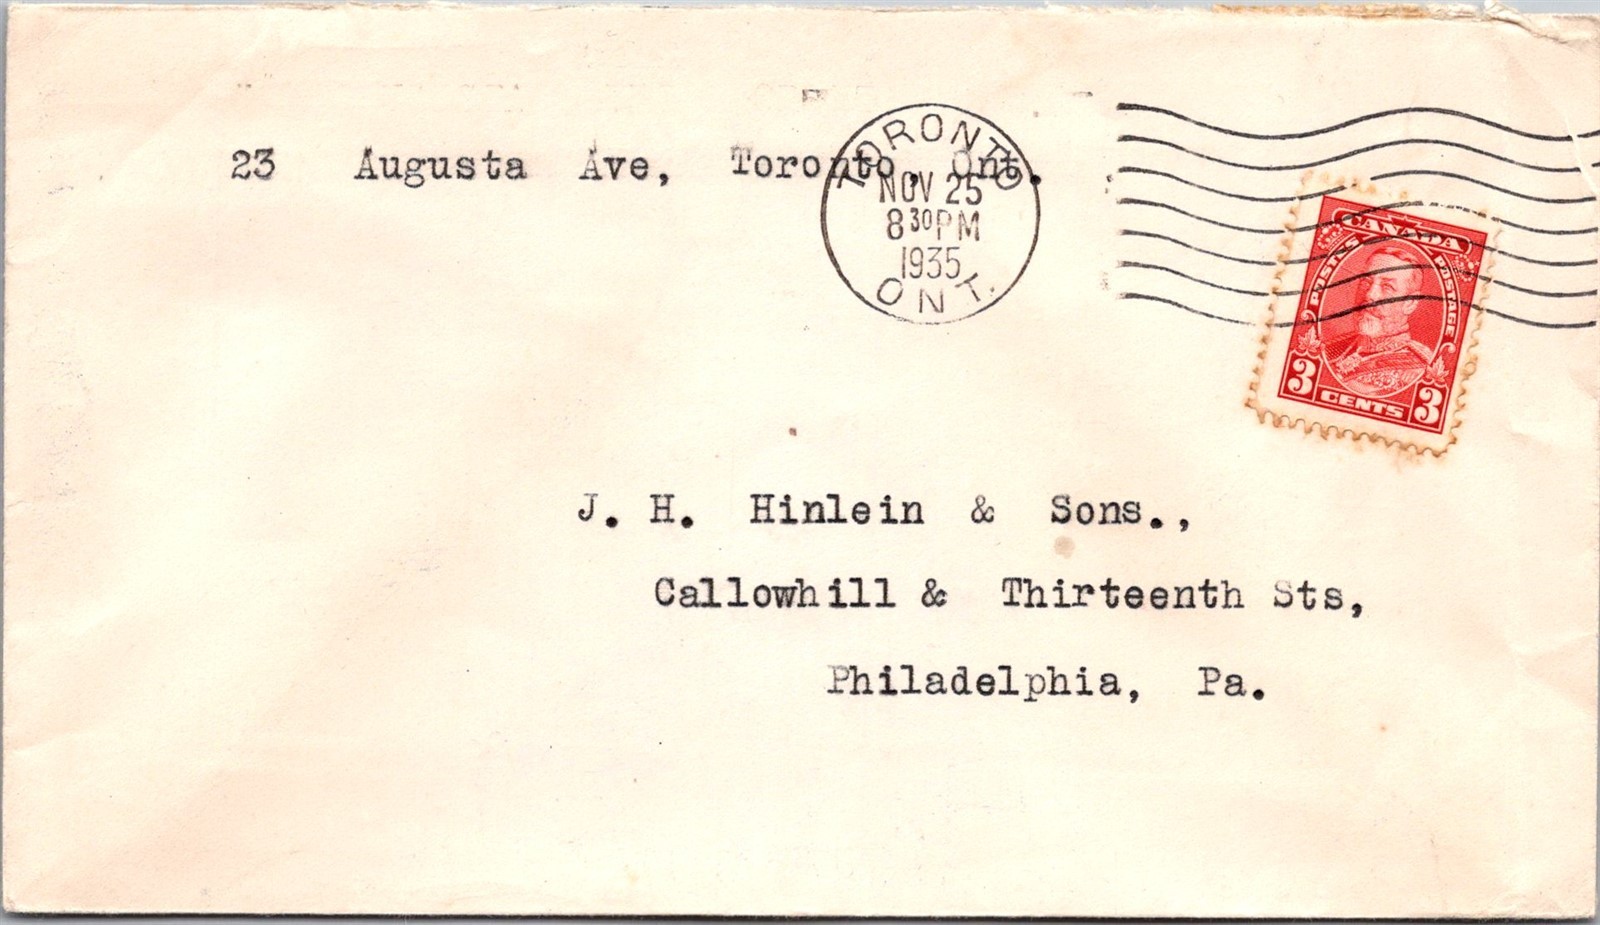 23 Augusta Ave, Toronto, Ont.
TORONTO
NOV 25
8 30 PM
1935
ONT.
CANADA
POSTES POSTAGE
3 CENTS 3
J. H. Hinlein & Sons.,
Callowhill & Thirteenth Sts,
Philadelphia, Pa.